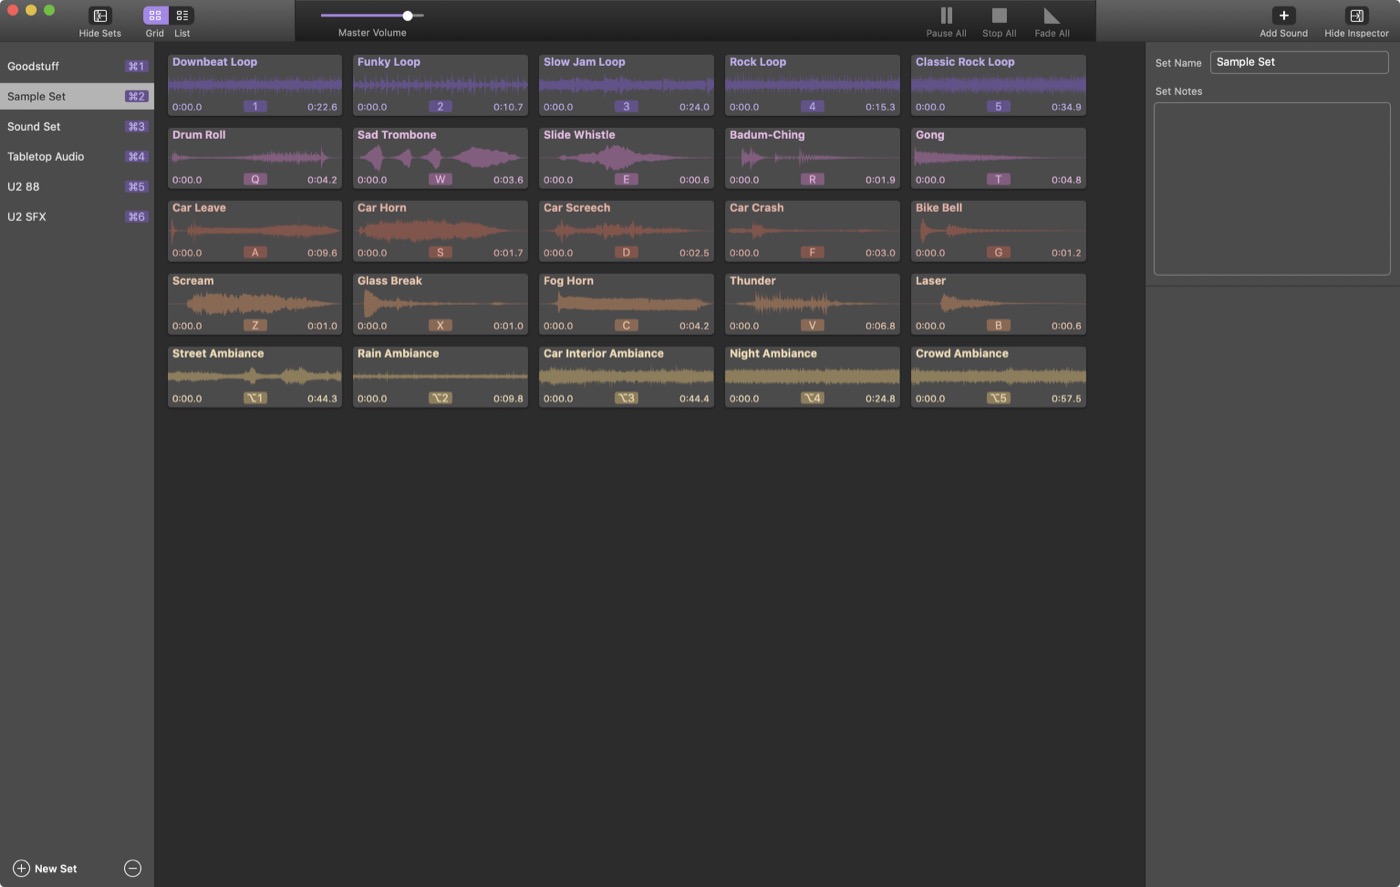 Hide Sets
Grid
List
Master Volume
Pause All
Stop All
Fade All
Add Sound
Hide Inspector
Goodstuff ⌘1
Sample Set ⌘2
Sound Set ⌘3
Tabletop Audio ⌘4
U2 88 ⌘5
U2 SFX ⌘6
Downbeat Loop
0:00.0 1 0:22.6
Funky Loop
0:00.0 2 0:10.7
Slow Jam Loop
0:00.0 3 0:24.0
Rock Loop
0:00.0 4 0:15.3
Classic Rock Loop
0:00.0 5 0:34.9
Drum Roll
0:00.0 Q 0:04.2
Sad Trombone
0:00.0 W 0:03.6
Slide Whistle
0:00.0 E 0:00.6
Badum-Ching
0:00.0 R 0:01.9
Gong
0:00.0 T 0:04.8
Car Leave
0:00.0 A 0:09.6
Car Horn
0:00.0 S 0:01.7
Car Screech
0:00.0 D 0:02.5
Car Crash
0:00.0 F 0:03.0
Bike Bell
0:00.0 G 0:01.2
Scream
0:00.0 Z 0:01.0
Glass Break
0:00.0 X 0:01.0
Fog Horn
0:00.0 C 0:04.2
Thunder
0:00.0 V 0:06.8
Laser
0:00.0 B 0:00.6
Street Ambiance
0:00.0 ⌥1 0:44.3
Rain Ambiance
0:00.0 ⌥2 0:09.8
Car Interior Ambiance
0:00.0 ⌥3 0:44.4
Night Ambiance
0:00.0 ⌥4 0:24.8
Crowd Ambiance
0:00.0 ⌥5 0:57.5
Set Name Sample Set
Set Notes
New Set